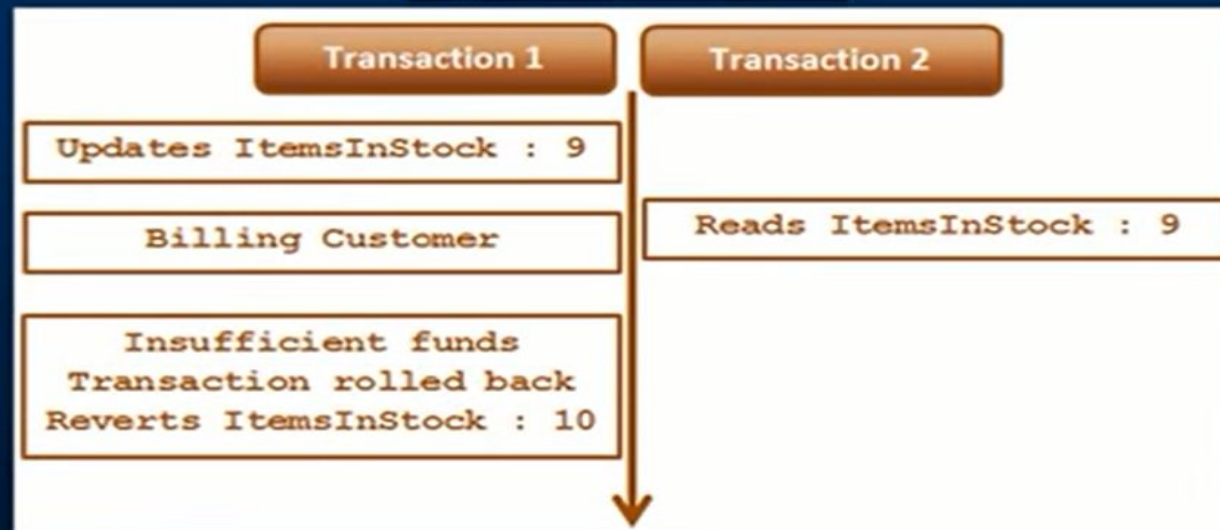 Transaction 1
Transaction 2
Updates ItemsInStock : 9
Reads ItemsInStock : 9
Billing Customer
Insufficient funds
Transaction rolled back
Reverts ItemsInStock : 10